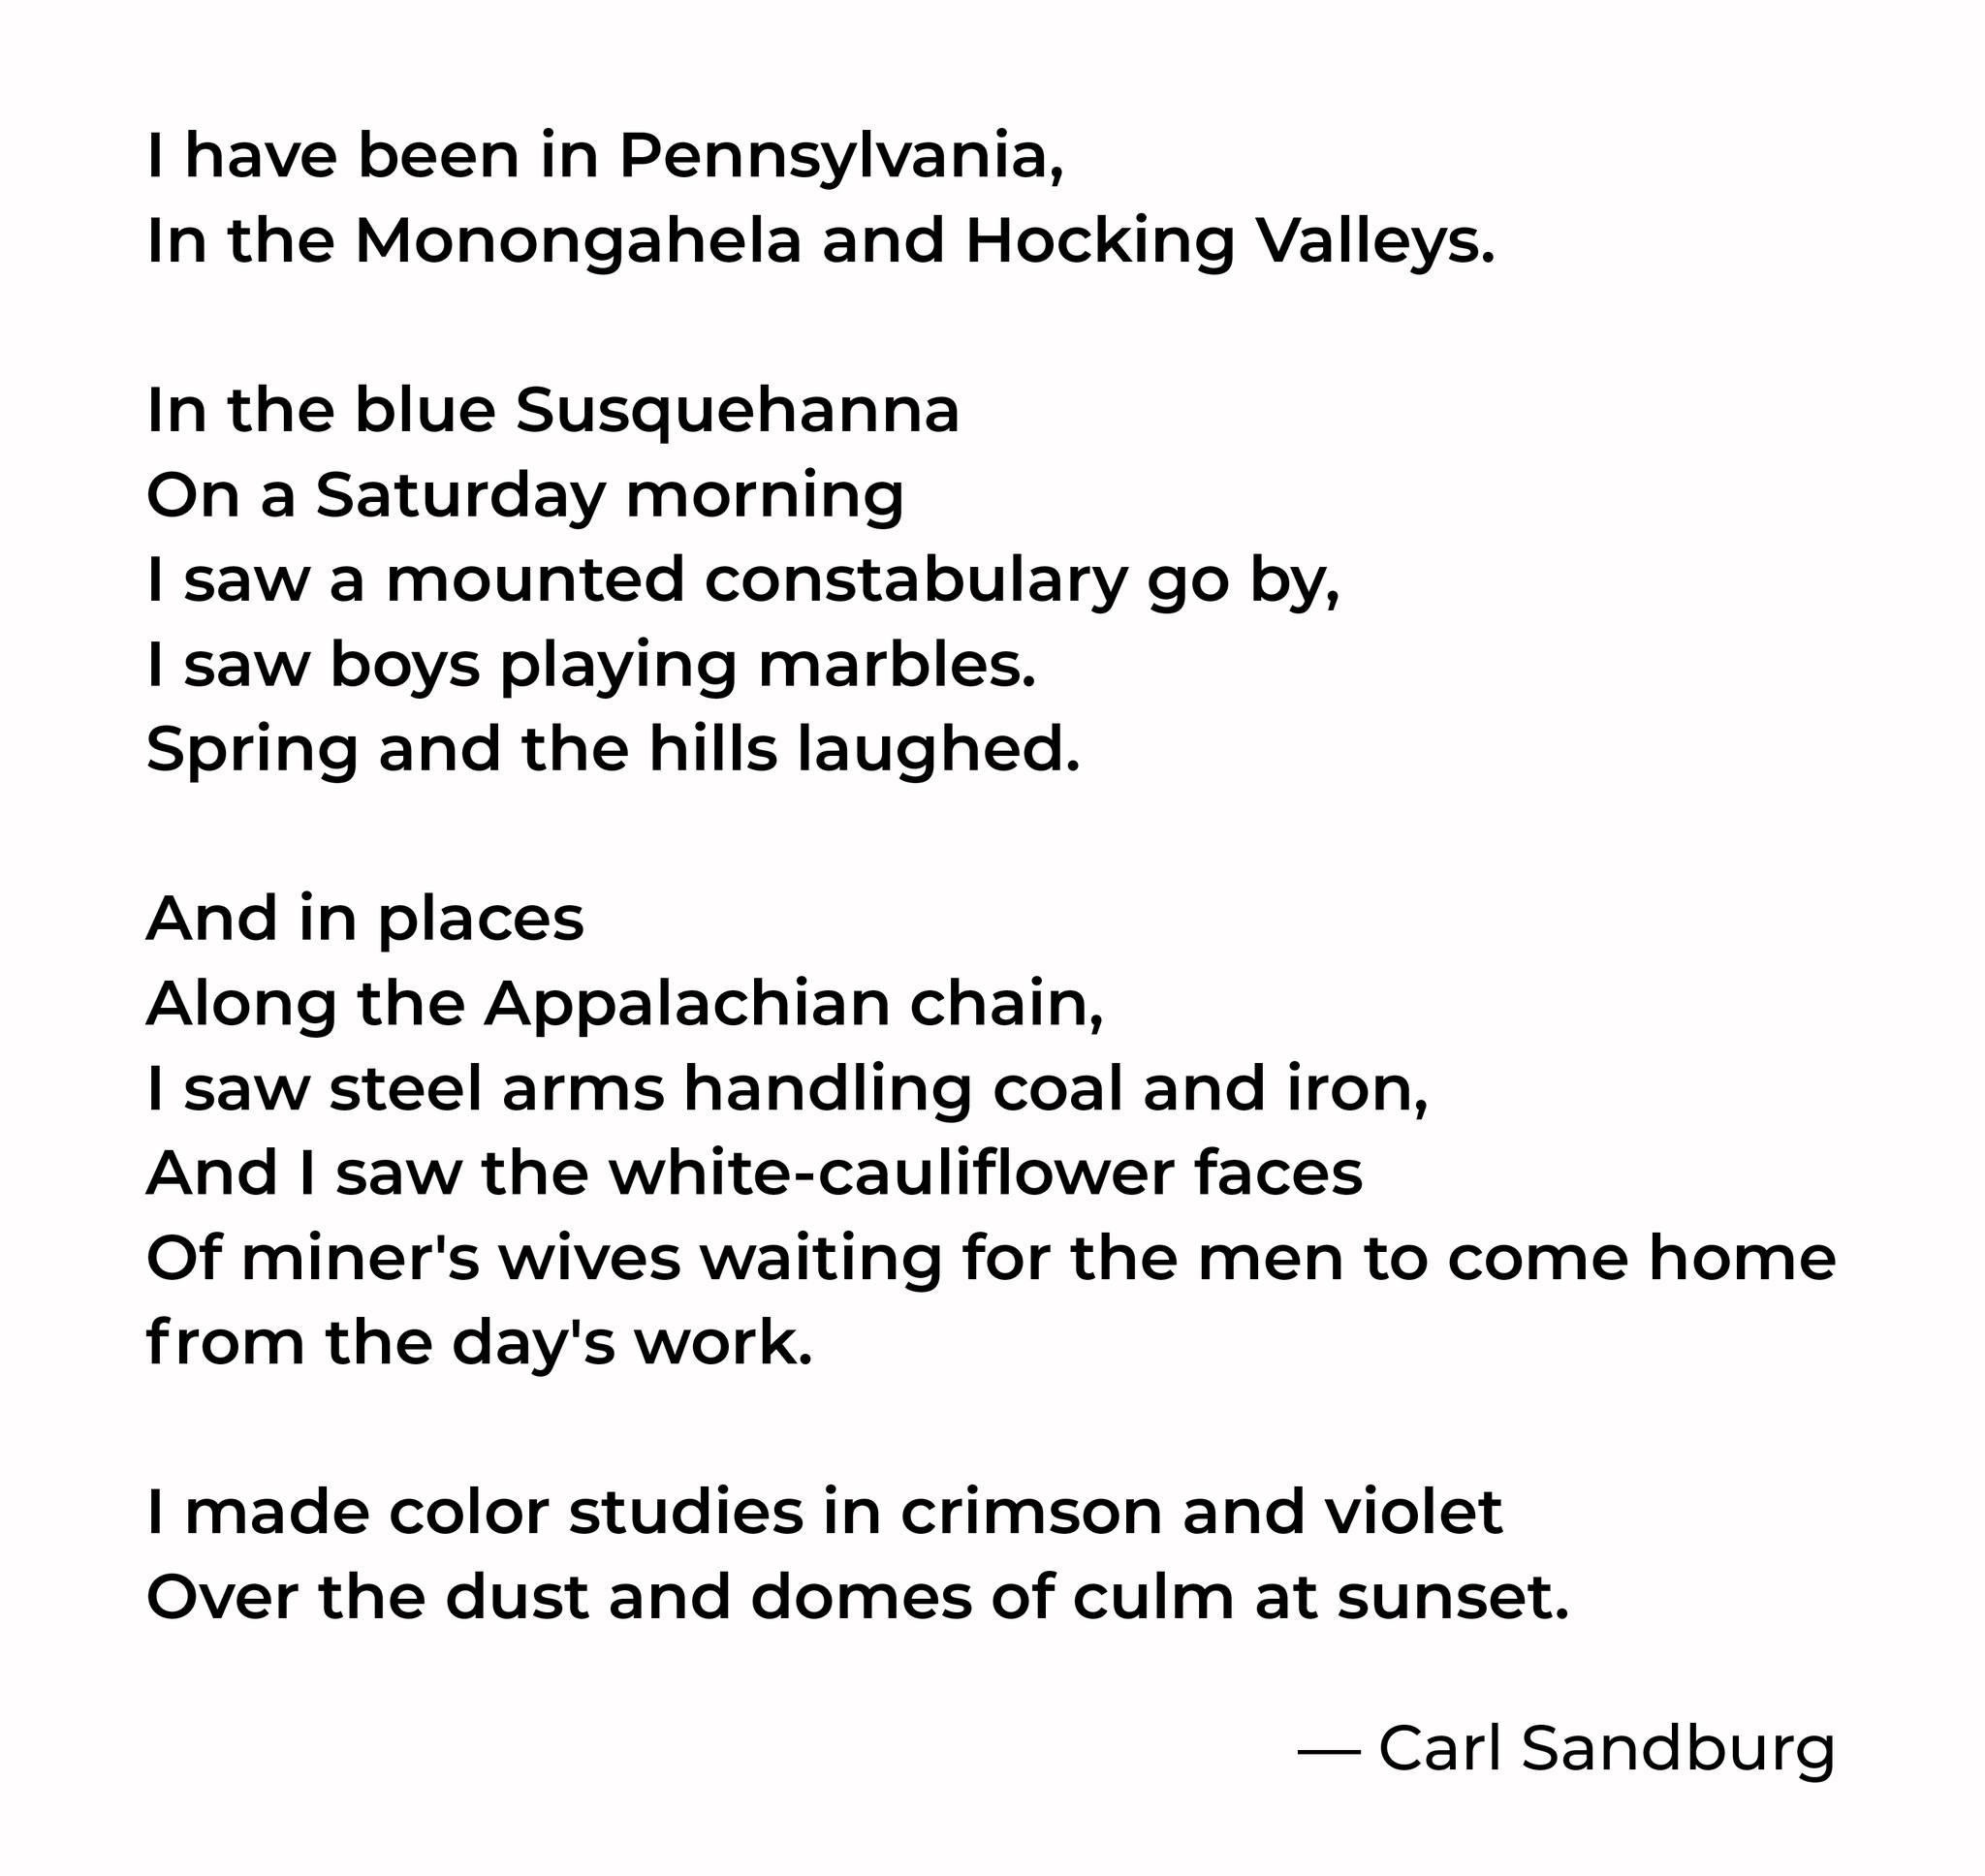 I have been in Pennsylvania,
In the Monongahela and Hocking Valleys.
In the blue Susquehanna
On a Saturday morning
I saw a mounted constabulary go by,
I saw boys playing marbles.
Spring and the hills laughed.
And in places
Along the Appalachian chain,
I saw steel arms handling coal and iron,
And I saw the white-cauliflower faces
Of miner's wives waiting for the men to come home
from the day's work.
I made color studies in crimson and violet
Over the dust and domes of culm at sunset.
— Carl Sandburg